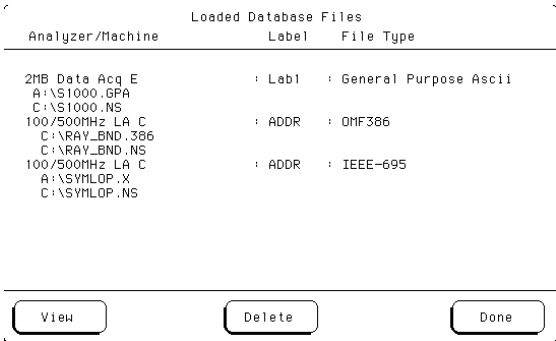 Loaded Database Files
Analyzer/Machine Label File Type
2MB Data Acq E : Lab1 : General Purpose Ascii
A:\S1000.GPA
C:\S1000.NS
100/500MHz LA C : ADDR : OMF386
C:\RAY_BND.386
C:\RAY_BND.NS
100/500MHz LA C : ADDR : IEEE-695
A:\SYMLOP.X
C:\SYMLOP.NS
View Delete Done